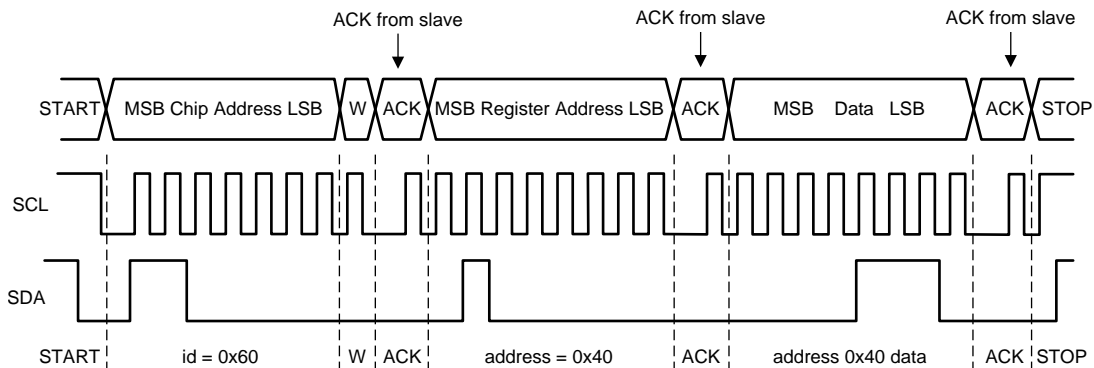 ACK from slave ACK from slave ACK from slave
START MSB Chip Address LSB W ACK MSB Register Address LSB ACK MSB Data LSB ACK STOP
SCL
SDA
START id = 0x60 W ACK address = 0x40 ACK address 0x40 data ACK STOP